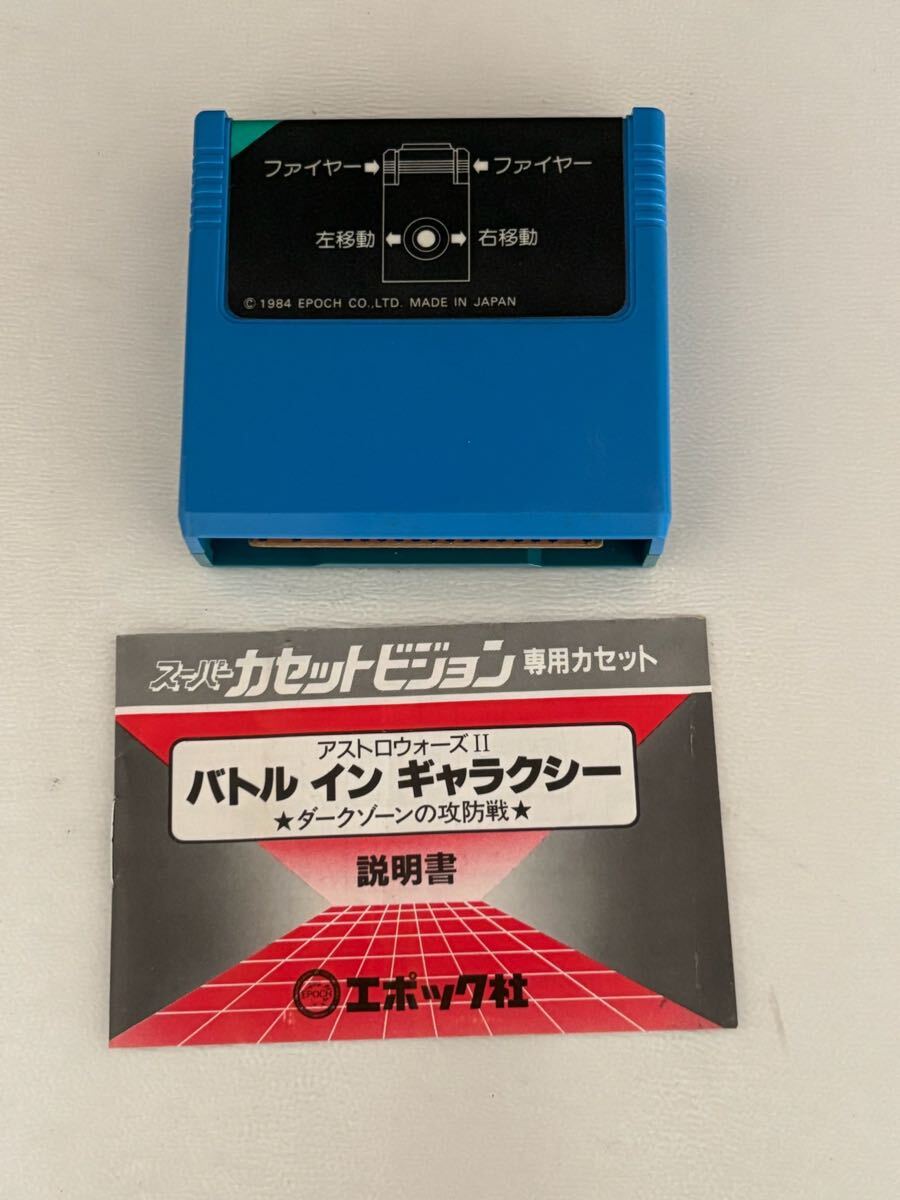 ファイヤー ファイヤー
左移動 右移動
© 1984 EPOCH CO.,LTD. MADE IN JAPAN
スーパー カセットビジョン 専用カセット
アストロウォーズII
バトル イン ギャラクシー
★ダークゾーンの攻防戦★
説明書
EPOCH エポック社